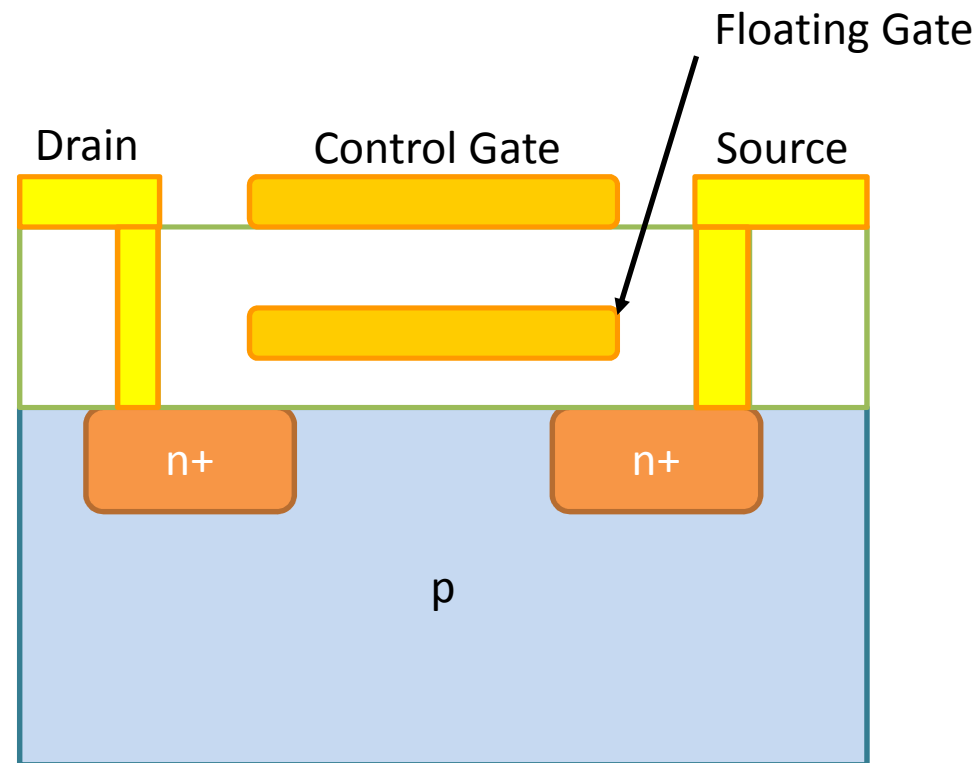 Floating Gate
Drain
Control Gate
Source
n+
n+
p